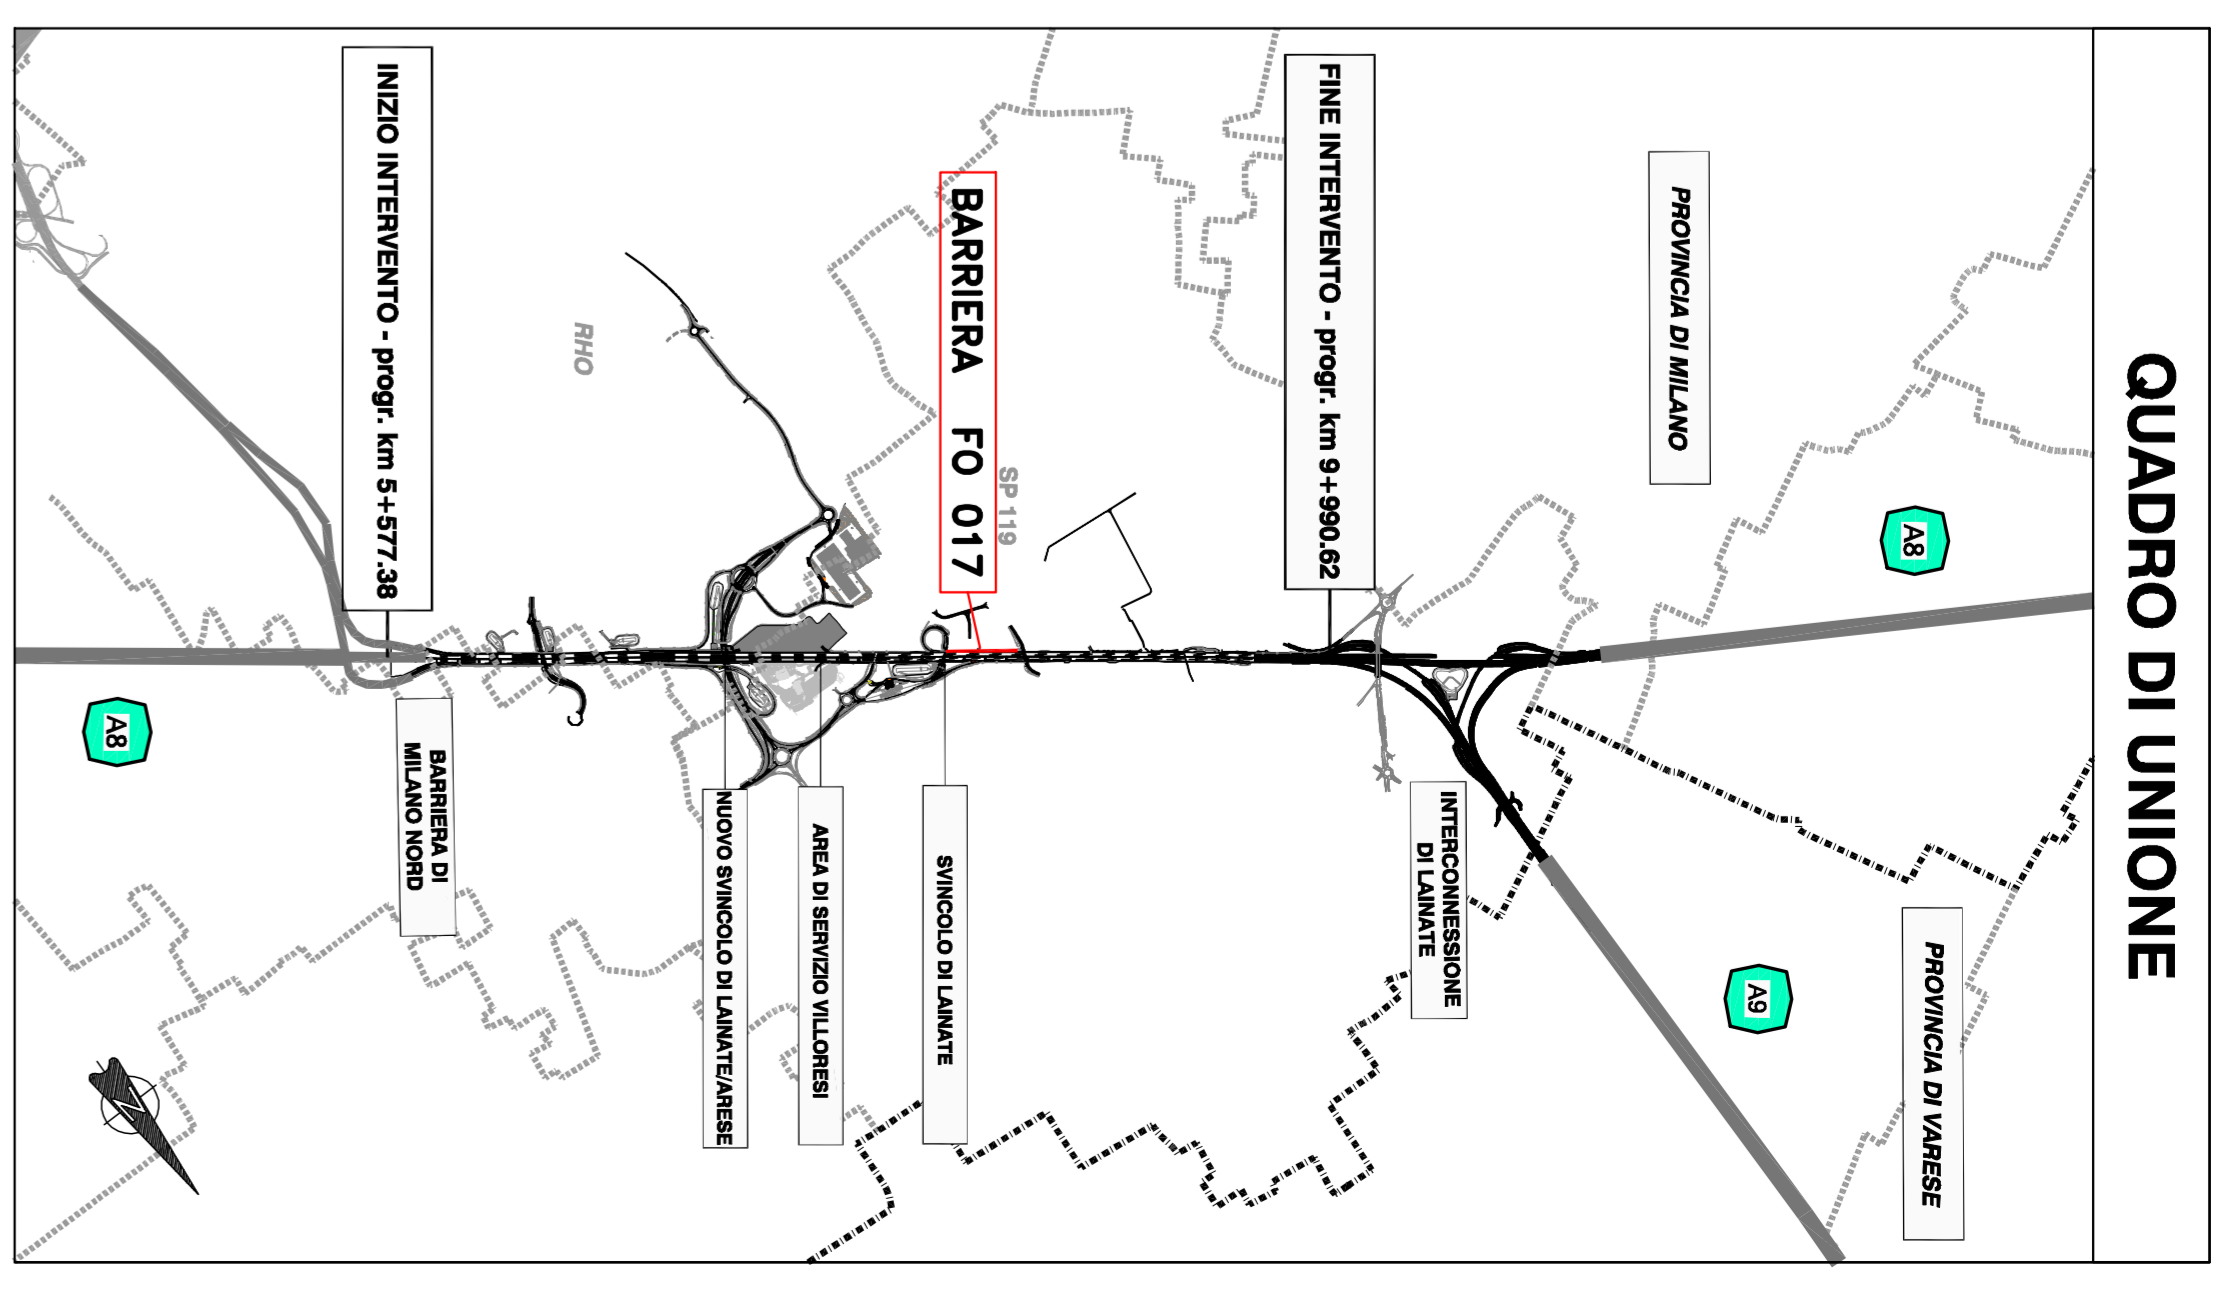 QUADRO DI UNIONE
PROVINCIA DI MILANO
A8
A9
PROVINCIA DI VARESE
FINE INTERVENTO - progr. km 9+990.62
INTERCONNESSIONE
DI LAINATE
SP 119
BARRIERA FO 017
SVINCOLO DI LAINATE
AREA DI SERVIZIO VILLORESI
NUOVO SVINCOLO DI LAINATE/ARESE
RHO
INIZIO INTERVENTO - progr. km 5+577.38
BARRIERA DI
MILANO NORD
A8
N